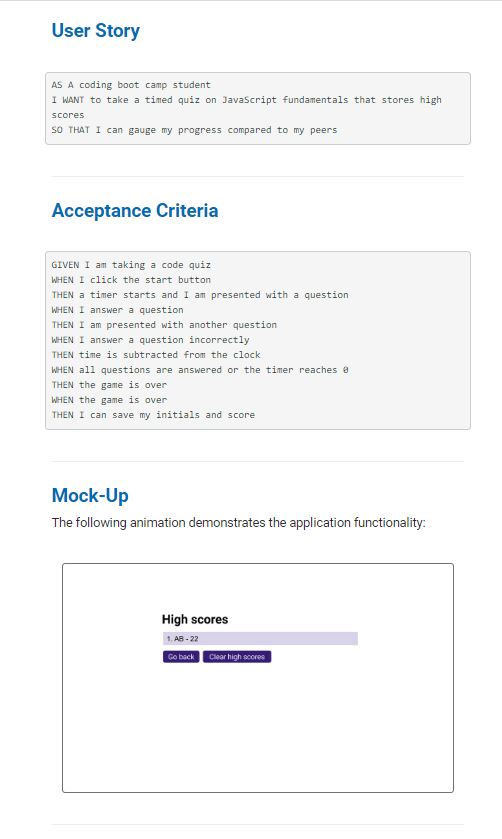 User Story
AS A coding boot camp student
I WANT to take a timed quiz on JavaScript fundamentals that stores high
scores
SO THAT I can gauge my progress compared to my peers
Acceptance Criteria
GIVEN I am taking a code quiz
WHEN I click the start button
THEN a timer starts and I am presented with a question
WHEN I answer a question
THEN I am presented with another question
WHEN I answer a question incorrectly
THEN time is subtracted from the clock
WHEN all questions are answered or the timer reaches 0
THEN the game is over
WHEN the game is over
THEN I can save my initials and score
Mock-Up
The following animation demonstrates the application functionality:
High scores
1. AB - 22
Go back Clear high scores